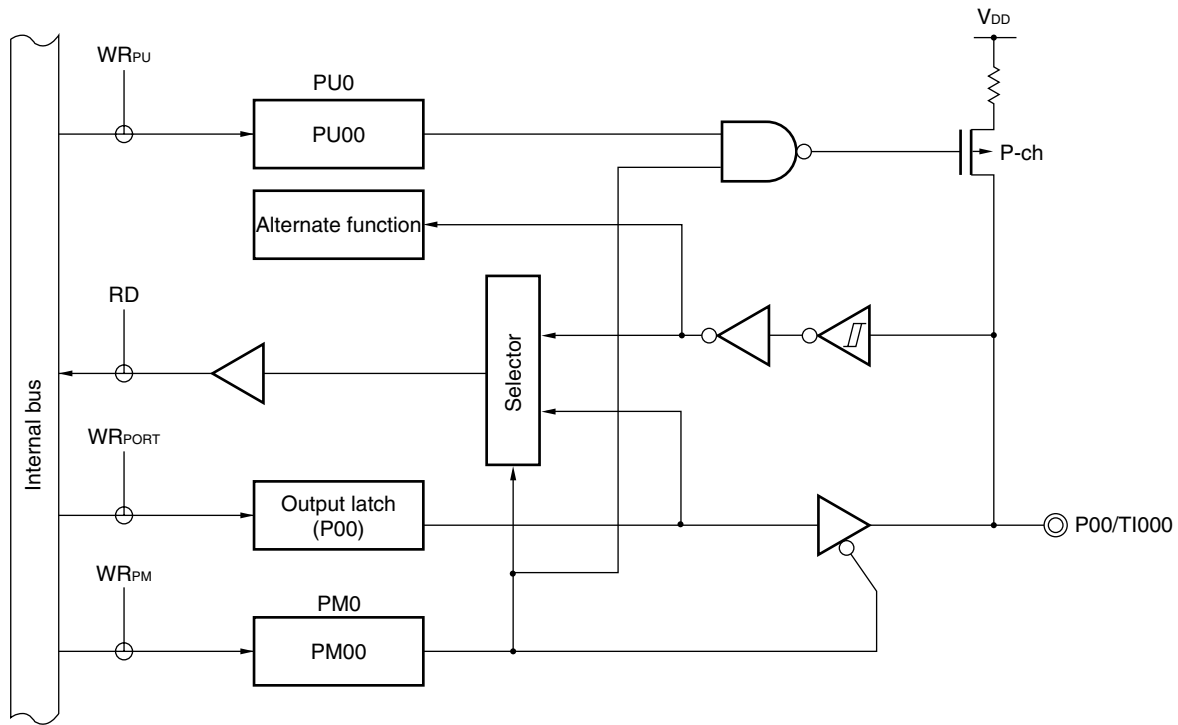 VDD
WRPU
PU0
PU00
P-ch
Alternate function
RD
Selector
Internal bus
WRPORT
Output latch
(P00)
P00/TI000
WRPM
PM0
PM00